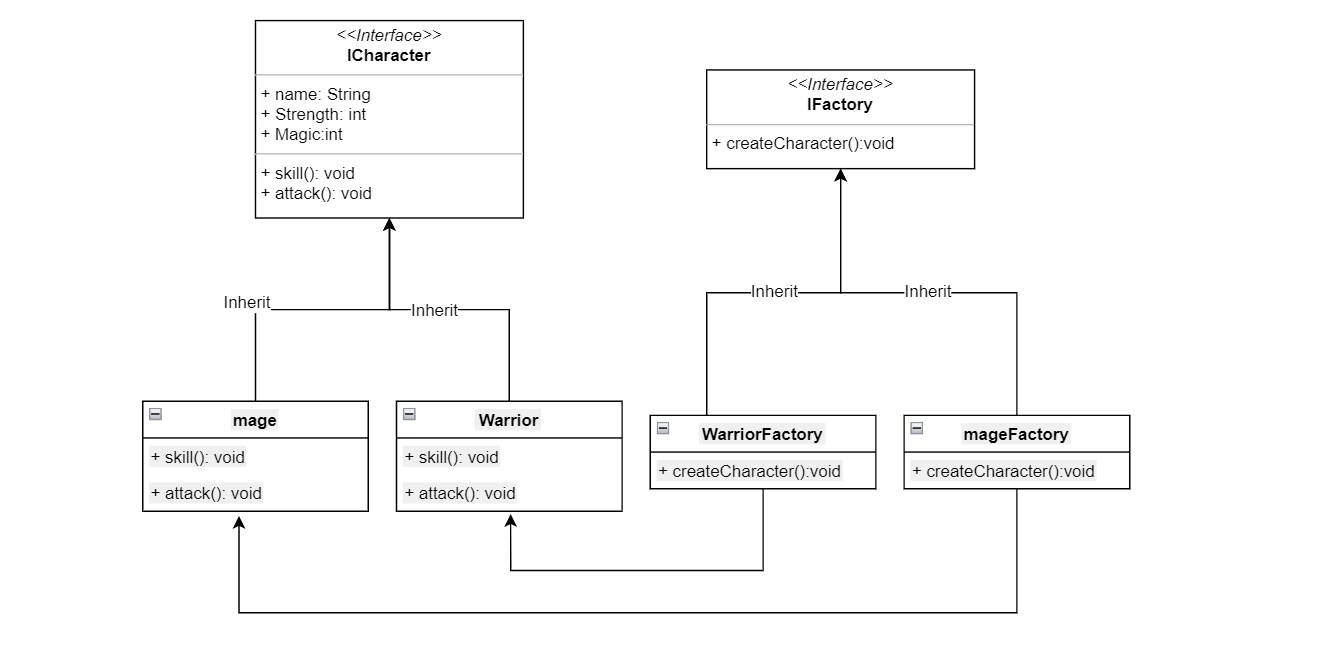 <<Interface>>
ICharacter
+ name: String
+ Strength: int
+ Magic:int
+ skill(): void
+ attack(): void
<<Interface>>
IFactory
+ createCharacter():void
Inherit
Inherit
Inherit
Inherit
mage
+ skill(): void
+ attack(): void
Warrior
+ skill(): void
+ attack(): void
WarriorFactory
+ createCharacter():void
mageFactory
+ createCharacter():void